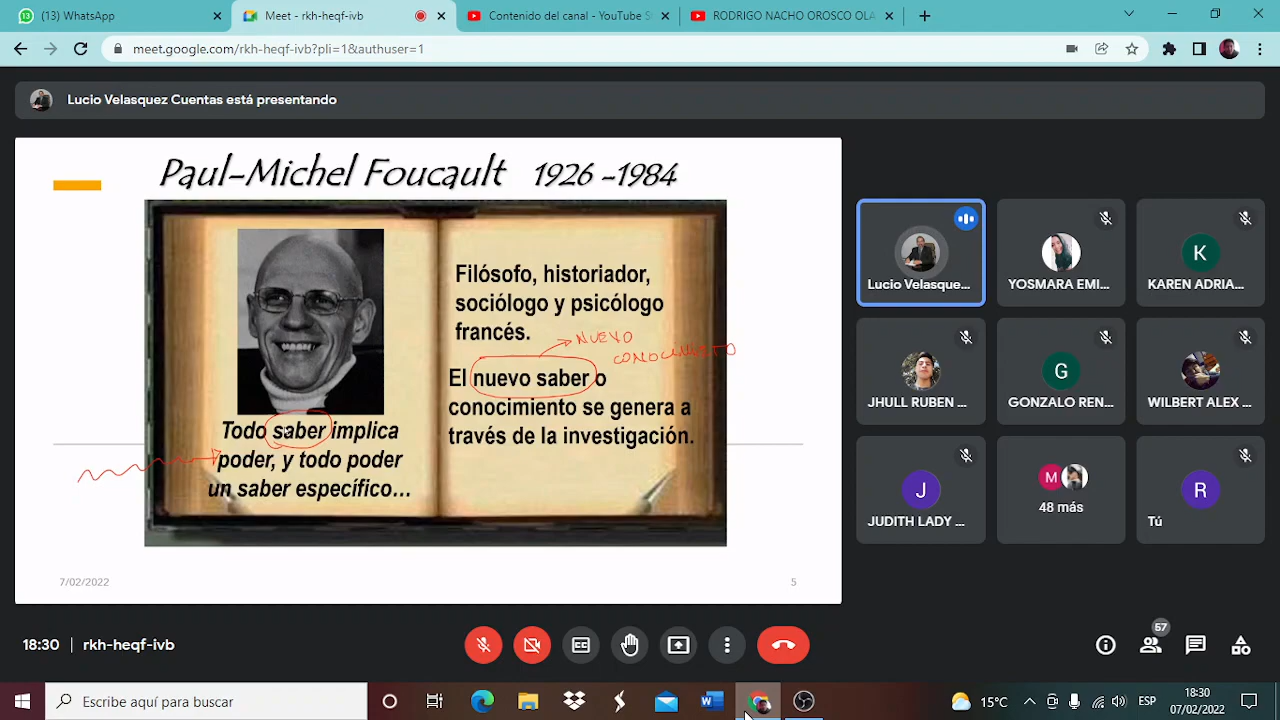 WhatsApp
Meet - rkh-heqf-ivb
Contenido del canal - YouTube S
RODRIGO NACHO OROSCO OLA
meet.google.com/rkh-heqf-ivb?pli=1&authuser=1
Lucio Velasquez Cuentas está presentando
Paul-Michel Foucault 1926 -1984
Filósofo, historiador,
sociólogo y psicólogo
francés.
NUEVO
CONOCIMIENTO
El nuevo saber o
conocimiento se genera a
través de la investigación.
Todo saber implica
poder, y todo poder
un saber específico...
7/02/2022
5
Lucio Velasque...
YOSMARA EMI...
K
KAREN ADRIA...
JHULL RUBEN ...
G
GONZALO REN...
WILBERT ALEX ...
J
JUDITH LADY ...
M
48 más
R
Tú
18:30 | rkh-heqf-ivb
67
Escribe aquí para buscar
15°C
ESP
18:30
07/02/2022